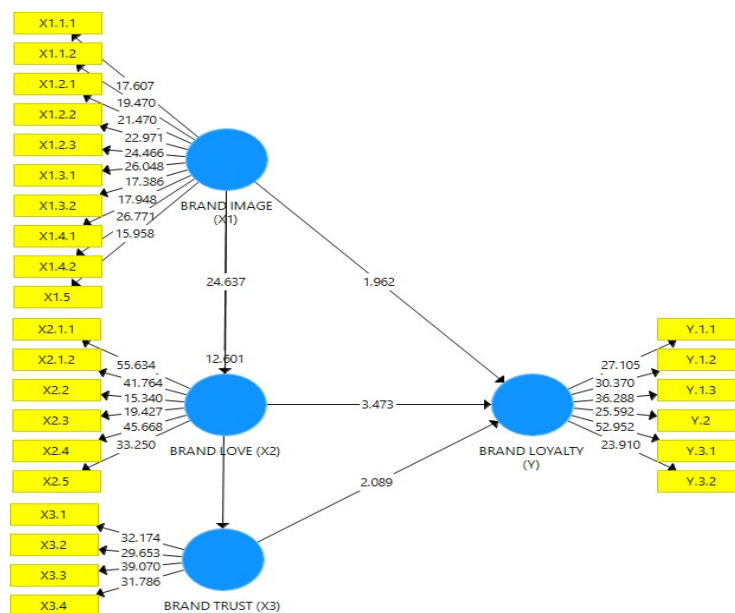 X1.1.1
X1.1.2
X1.2.1
X1.2.2
X1.2.3
X1.3.1
X1.3.2
X1.4.1
X1.4.2
X1.5
17.607
19.470
21.470
22.971
24.466
26.048
17.386
17.948
26.771
15.958
BRAND IMAGE
(X1)
24.637
1.962
12.601
X2.1.1
X2.1.2
X2.2
X2.3
X2.4
X2.5
55.634
41.764
15.340
19.427
45.668
33.250
BRAND LOVE (X2)
3.473
2.089
X3.1
X3.2
X3.3
X3.4
32.174
29.653
39.070
31.786
BRAND TRUST (X3)
BRAND LOYALTY
(Y)
27.105
30.370
36.288
25.592
52.952
23.910
Y.1.1
Y.1.2
Y.1.3
Y.2
Y.3.1
Y.3.2